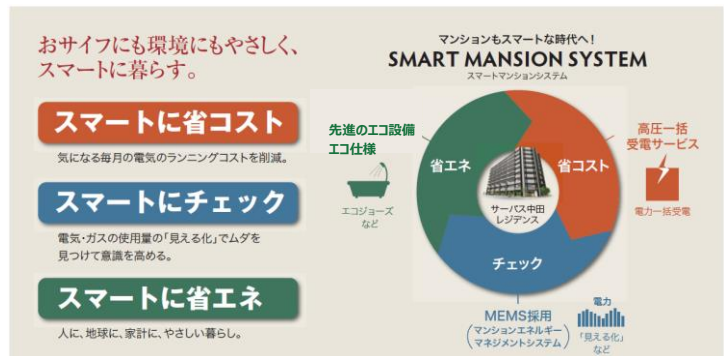 おサイフにも環境にもやさしく、
スマートに暮らす。
スマートに省コスト
気になる毎月の電気のランニングコストを削減。
スマートにチェック
電気・ガスの使用量の「見える化」でムダを
見つけて意識を高める。
スマートに省エネ
人に、地球に、家計に、やさしい暮らし。
マンションもスマートな時代へ!
SMART MANSION SYSTEM
スマートマンションシステム
先進のエコ設備
エコ仕様
エコジョーズ
など
省エネ
省コスト
サーパス中田
レジデンス
チェック
高圧一括
受電サービス
電力一括受電
MEMS採用
(マンションエネルギー
マネジメントシステム)
電力
「見える化」
など